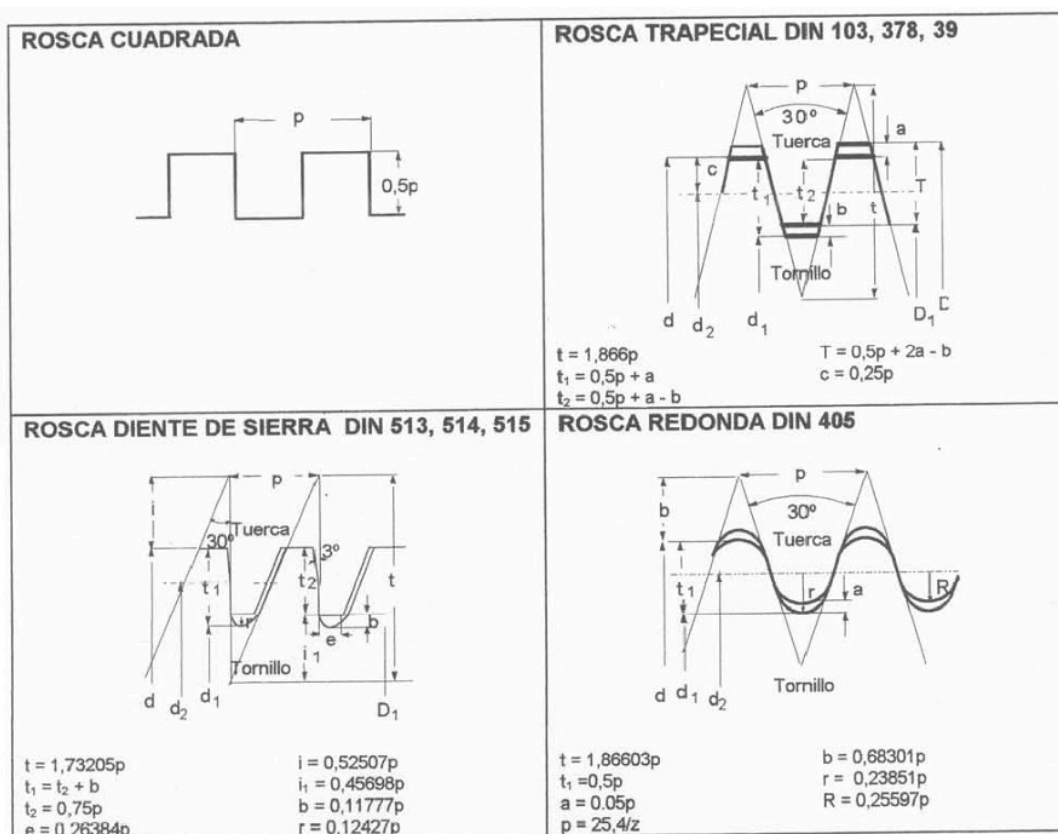 ROSCA CUADRADA
p
0,5p
ROSCA TRAPECIAL DIN 103, 378, 39
p
30º
Tuerca
a
c
t₁
t₂
T
b
t
Tornillo
d
d₂
d₁
D₁
D
t = 1,866p
t₁ = 0,5p + a
t₂ = 0,5p + a - b
T = 0,5p + 2a - b
c = 0,25p
ROSCA DIENTE DE SIERRA DIN 513, 514, 515
p
i
Tuerca
30º
3º
t₁
t₂
t
r
b
e
i₁
Tornillo
d
d₂
d₁
D₁
t = 1,73205p
t₁ = t₂ + b
t₂ = 0,75p
e = 0,26384p
i = 0,52507p
i₁ = 0,45698p
b = 0,11777p
r = 0,12427p
ROSCA REDONDA DIN 405
p
b
30º
Tuerca
t₁
r
a
R
Tornillo
d
d₁
d₂
t = 1,86603p
t₁ =0,5p
a = 0.05p
p = 25,4/z
b = 0,68301p
r = 0,23851p
R = 0,25597p